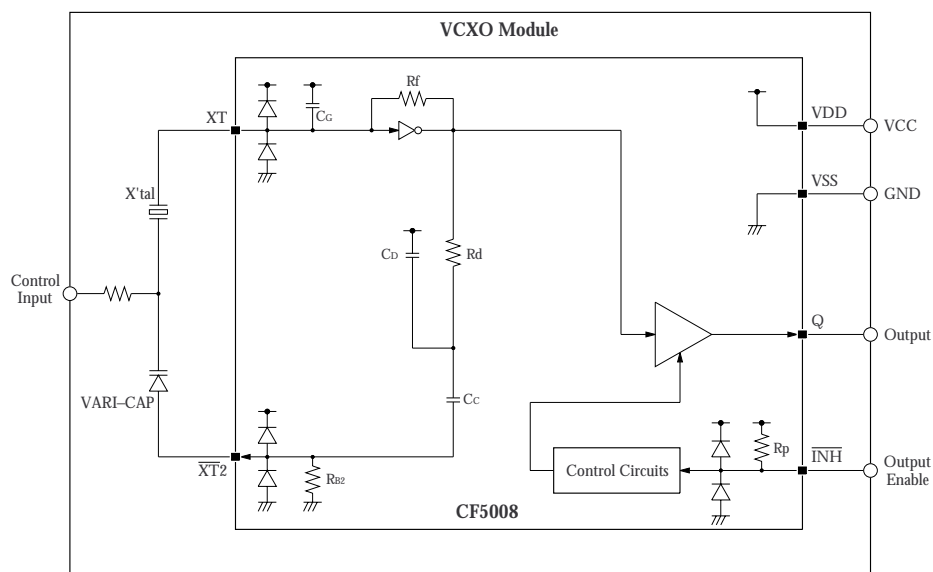 VCXO Module
Rf
XT
CG
VDD
VCC
X'tal
VSS
GND
CD
Rd
Control
Input
Q
Output
VARI–CAP
CC
XT2
RB2
Control Circuits
Rp
INH
Output
Enable
CF5008